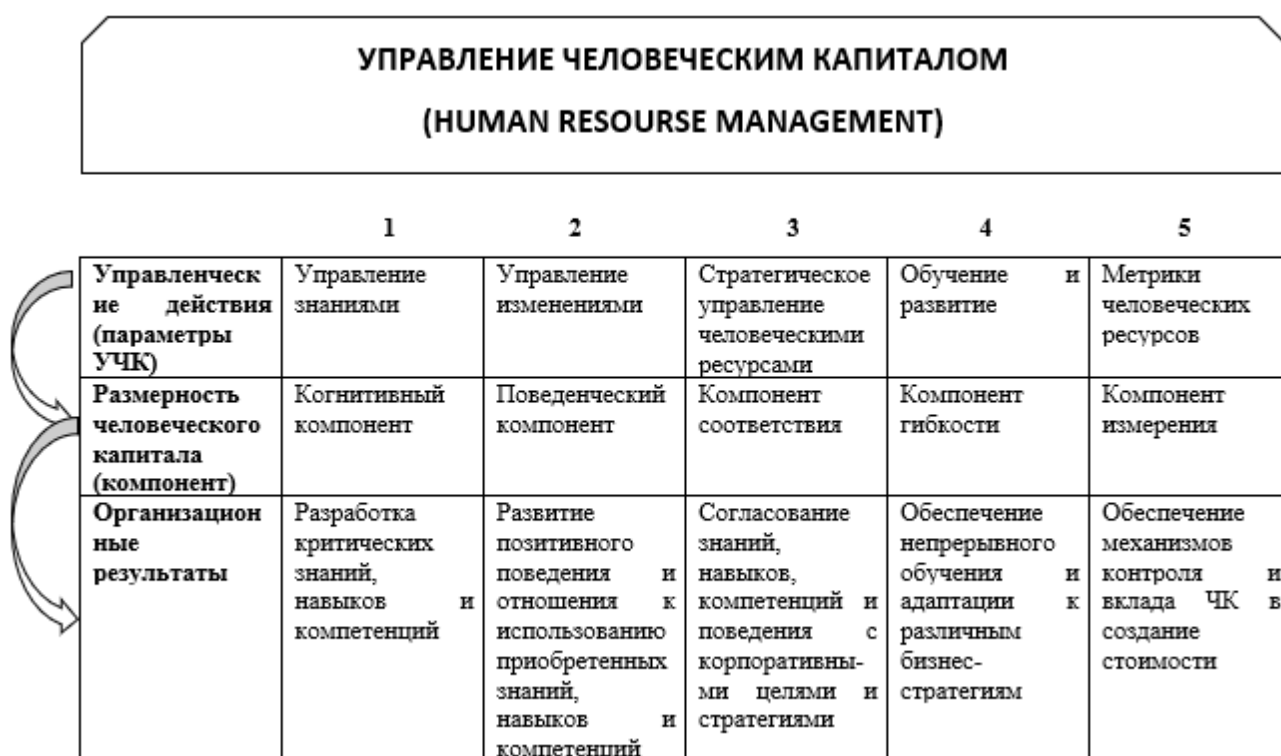 УПРАВЛЕНИЕ ЧЕЛОВЕЧЕСКИМ КАПИТАЛОМ
(HUMAN RESOURSE MANAGEMENT)
1 2 3 4 5
Управленческ
ие действия
(параметры
УЧК)
Управление
знаниями
Управление
изменениями
Стратегическое
управление
человеческими
ресурсами
Обучение и
развитие
Метрики
человеческих
ресурсов
Размерность
человеческого
капитала
(компонент)
Когнитивный
компонент
Поведенческий
компонент
Компонент
соответствия
Компонент
гибкости
Компонент
измерения
Организацион
ные
результаты
Разработка
критических
знаний,
навыков и
компетенций
Развитие
позитивного
поведения и
отношения к
использованию
приобретенных
знаний,
навыков и
компетенций
Согласование
знаний,
навыков,
компетенций и
поведения с
корпоративны-
ми целями и
стратегиями
Обеспечение
непрерывного
обучения и
адаптации к
различным
бизнес-
стратегиям
Обеспечение
механизмов
контроля и
вклада ЧК в
создание
стоимости